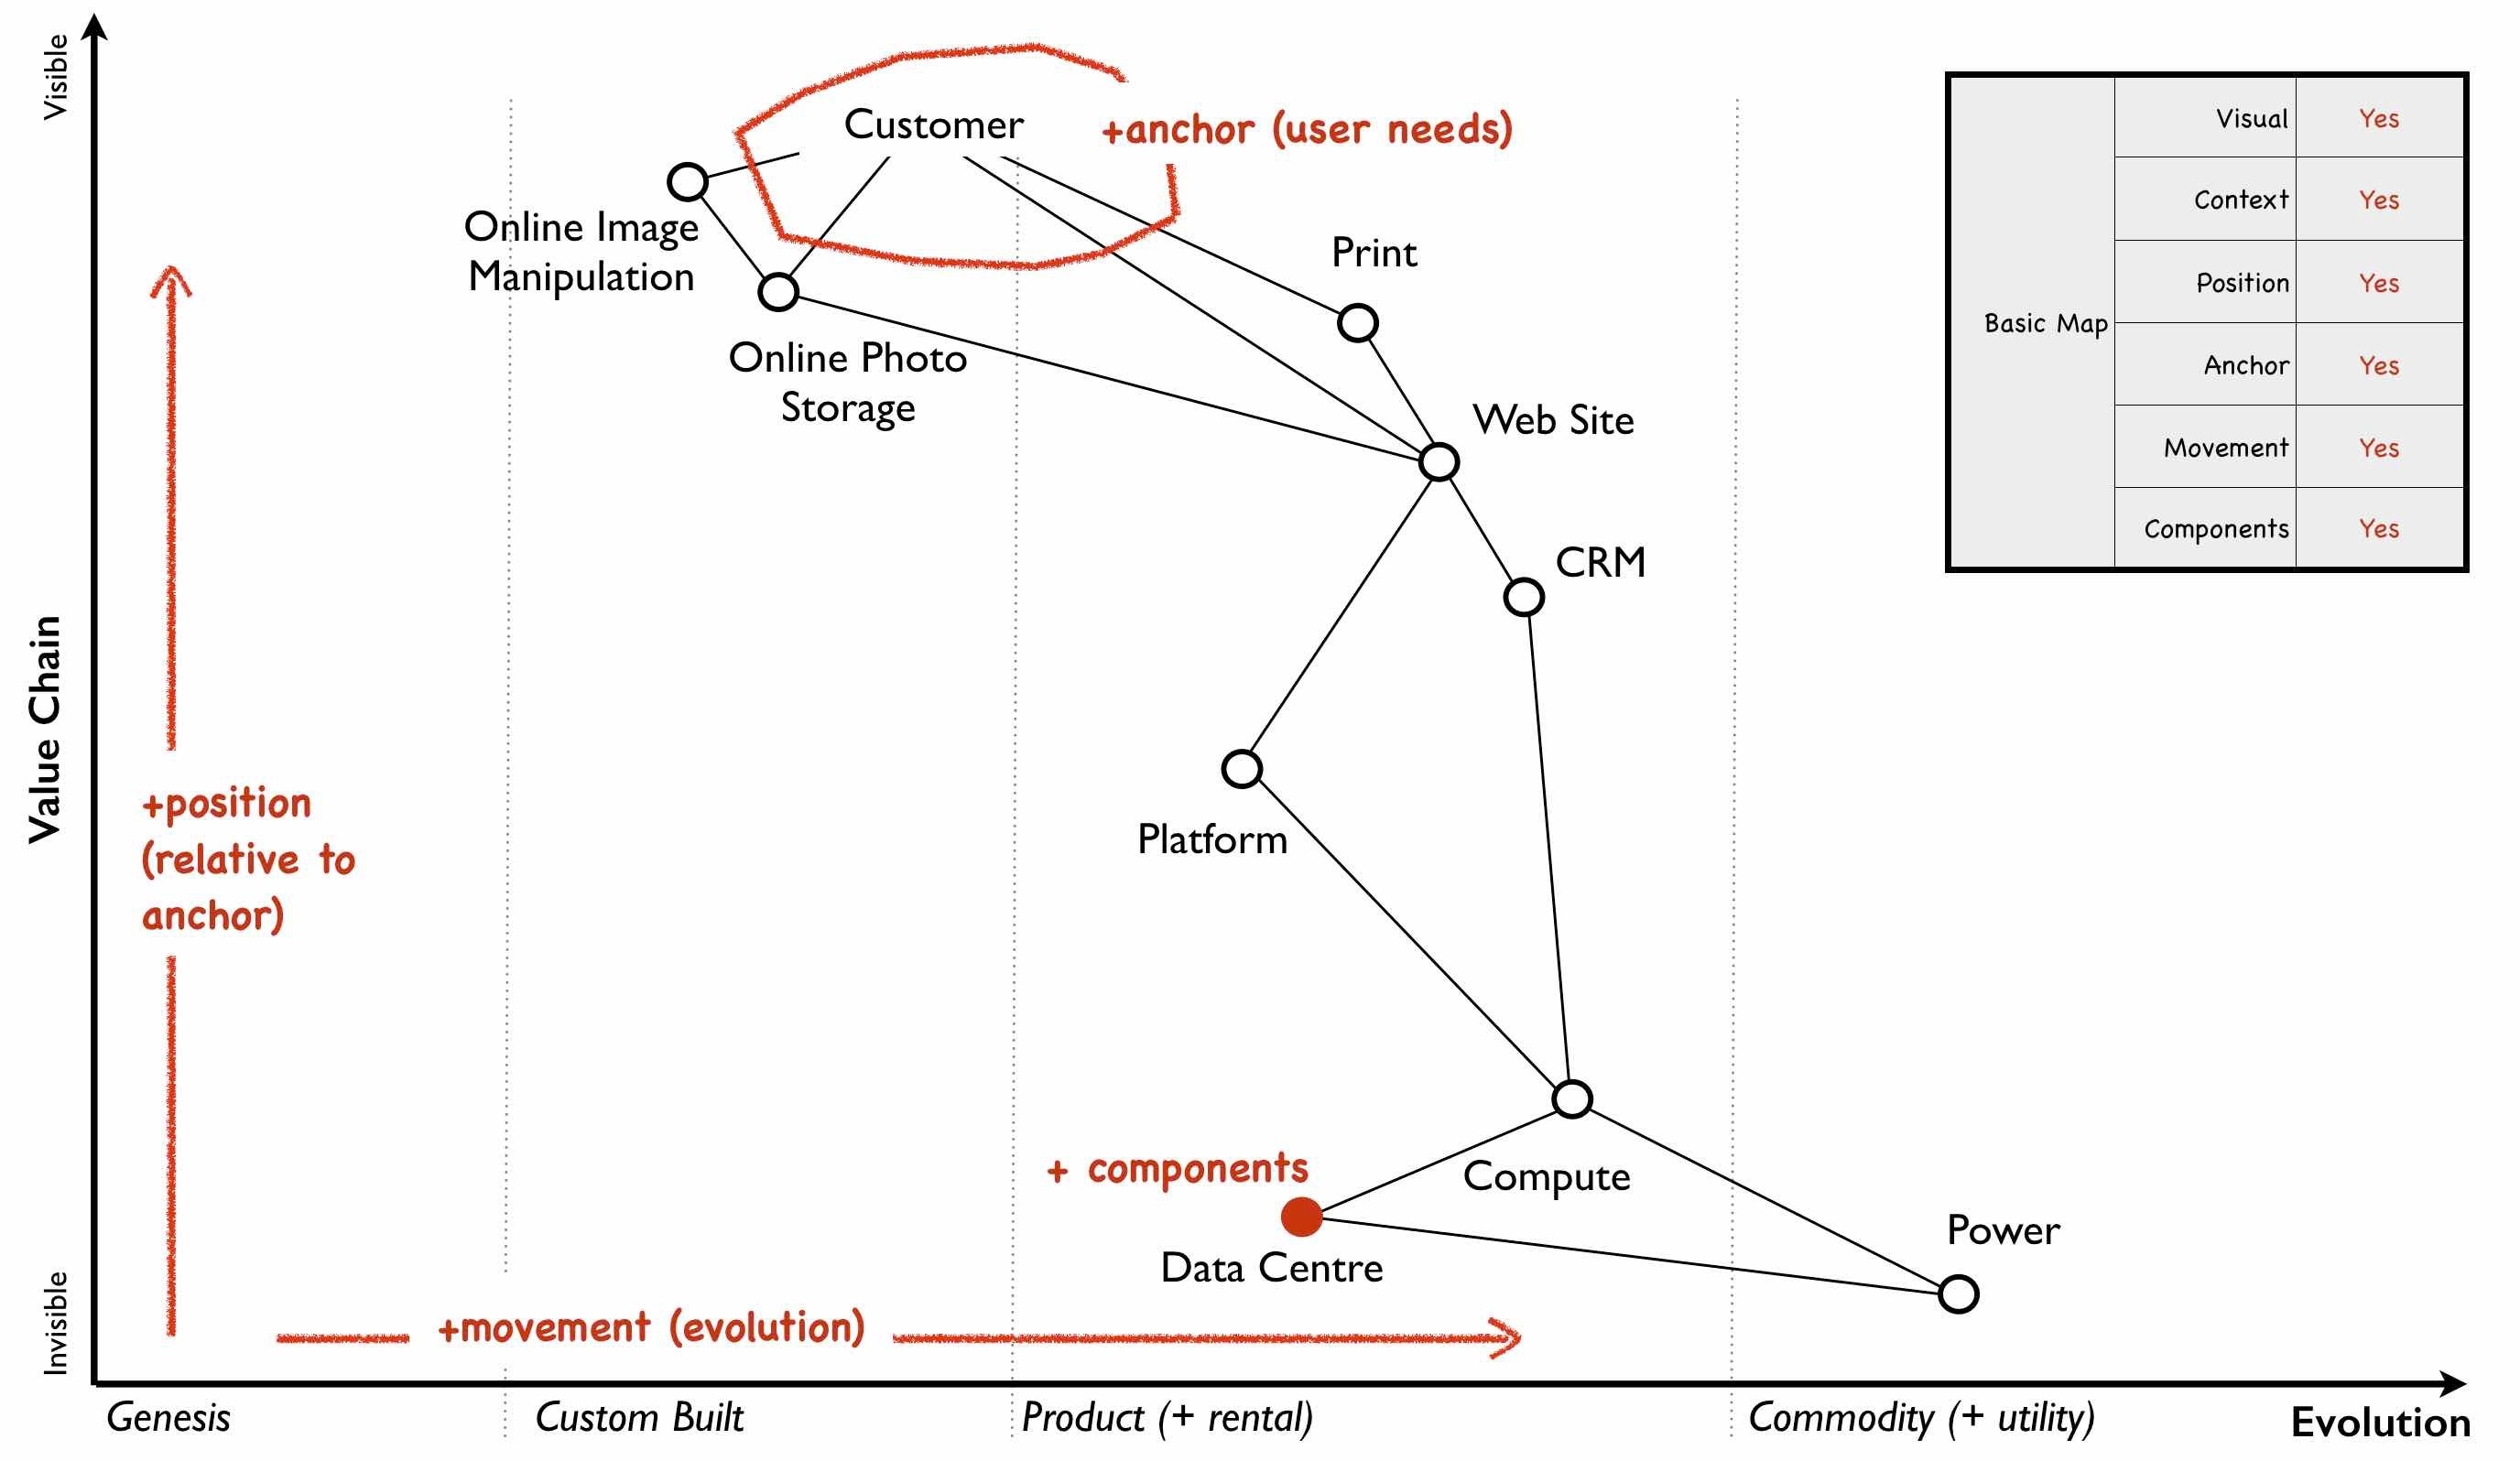 Visible
Customer
+anchor (user needs)
Online Image
Manipulation
Print
Online Photo
Storage
Web Site
CRM
Value Chain
+position
(relative to
anchor)
Platform
+ components
Compute
Data Centre
Power
Invisible
+movement (evolution)
Genesis
Custom Built
Product (+ rental)
Commodity (+ utility)
Evolution
Basic Map
Visual Yes
Context Yes
Position Yes
Anchor Yes
Movement Yes
Components Yes